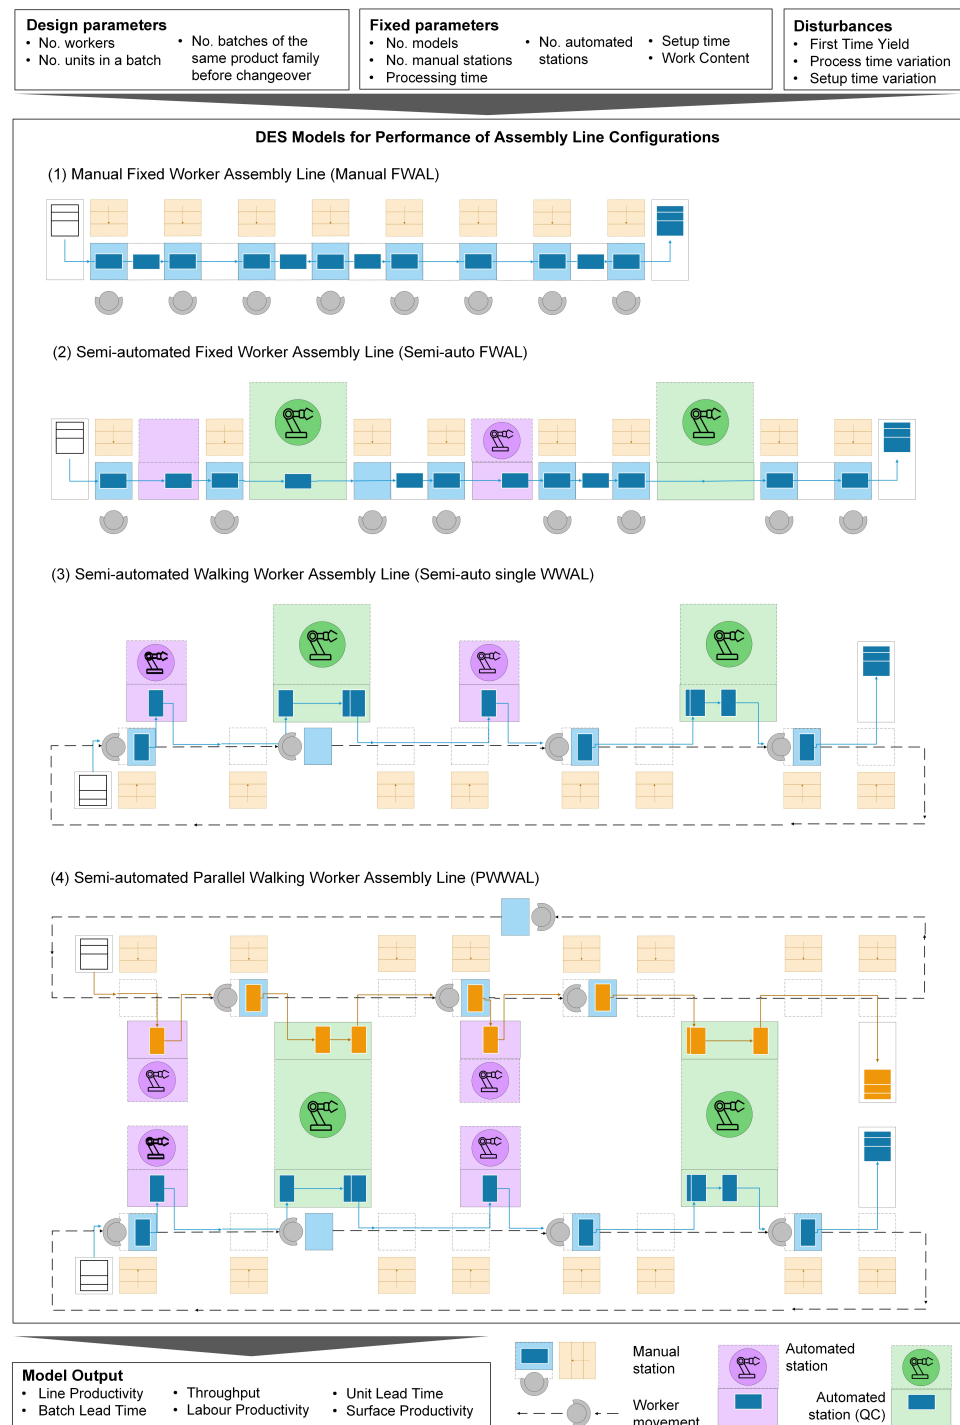 Design parameters
• No. workers
• No. units in a batch
• No. batches of the
same product family
before changeover
Fixed parameters
• No. models
• No. manual stations
• Processing time
• No. automated
stations
• Setup time
• Work Content
Disturbances
• First Time Yield
• Process time variation
• Setup time variation
DES Models for Performance of Assembly Line Configurations
(1) Manual Fixed Worker Assembly Line (Manual FWAL)
(2) Semi-automated Fixed Worker Assembly Line (Semi-auto FWAL)
(3) Semi-automated Walking Worker Assembly Line (Semi-auto single WWAL)
(4) Semi-automated Parallel Walking Worker Assembly Line (PWWAL)
Model Output
• Line Productivity
• Batch Lead Time
• Throughput
• Labour Productivity
• Unit Lead Time
• Surface Productivity
Manual
station
Worker
movement
Automated
station
Automated
station (QC)